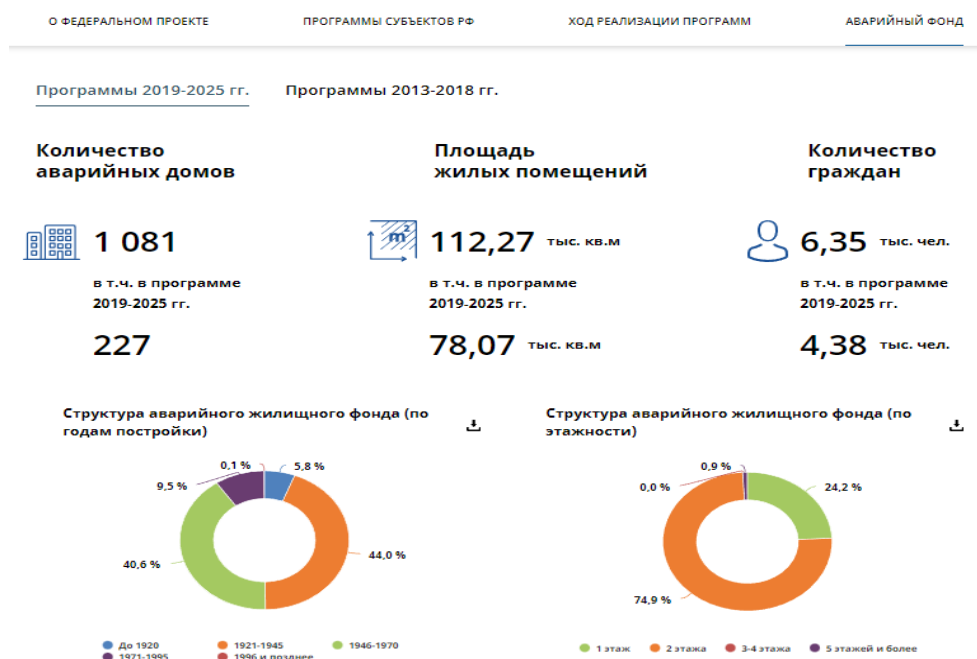 О ФЕДЕРАЛЬНОМ ПРОЕКТЕ ПРОГРАММЫ СУБЪЕКТОВ РФ ХОД РЕАЛИЗАЦИИ ПРОГРАММ АВАРИЙНЫЙ ФОНД
Программы 2019-2025 гг. Программы 2013-2018 гг.
Количество
аварийных домов
1 081
в т.ч. в программе
2019-2025 гг.
227
Площадь
жилых помещений
m²
112,27 тыс. кв.м
в т.ч. в программе
2019-2025 гг.
78,07 тыс. кв.м
Количество
граждан
6,35 тыс. чел.
в т.ч. в программе
2019-2025 гг.
4,38 тыс. чел.
Структура аварийного жилищного фонда (по
годам постройки)
0,1 % 5,8 %
9,5 %
44,0 %
40,6 %
До 1920 1921-1945 1946-1970
1971-1995 1996 и позднее
Структура аварийного жилищного фонда (по
этажности)
0,9 %
0,0 % 24,2 %
74,9 %
1 этаж 2 этажа 3-4 этажа 5 этажей и более